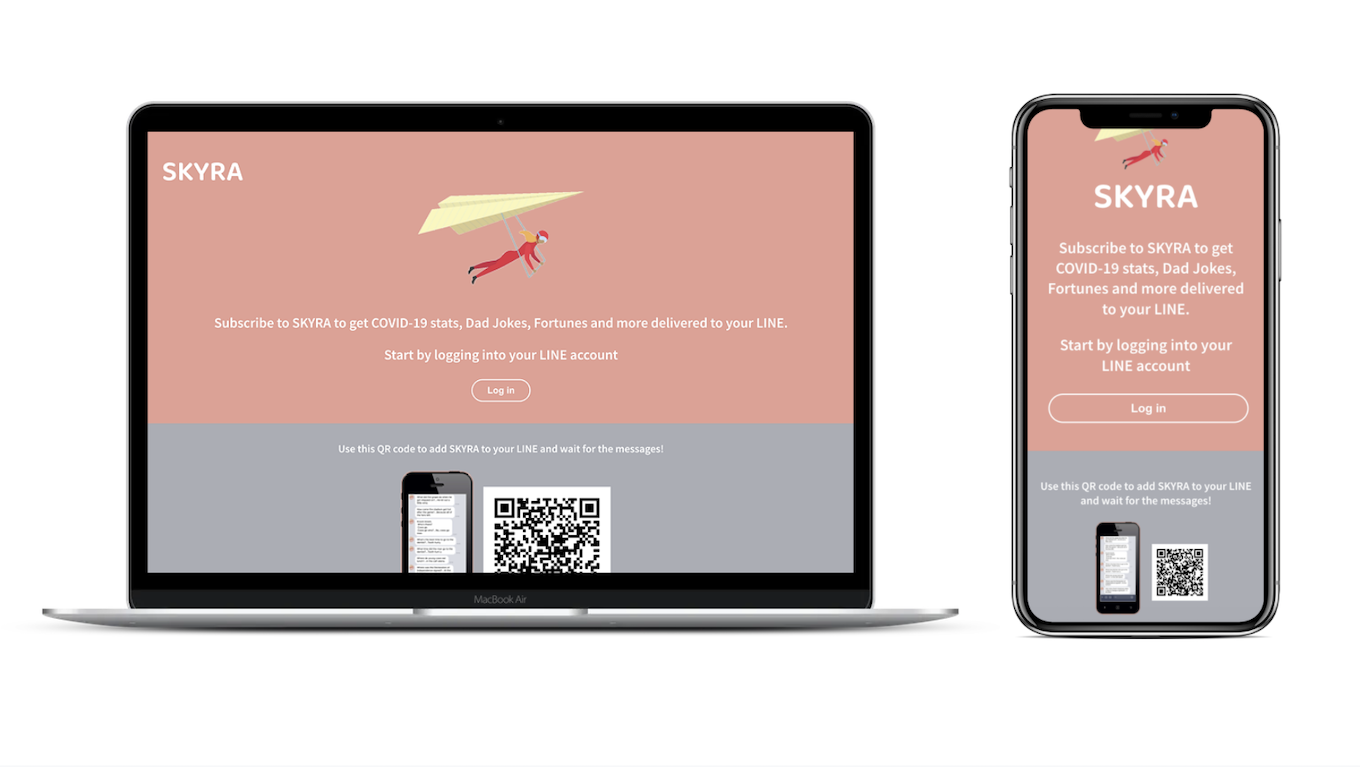 SKYRA
Subscribe to SKYRA to get COVID-19 stats, Dad Jokes, Fortunes and more delivered to your LINE.
Start by logging into your LINE account
Log in
Use this QR code to add SKYRA to your LINE and wait for the messages!
MacBook Air
SKYRA
Subscribe to SKYRA to get
COVID-19 stats, Dad Jokes,
Fortunes and more delivered
to your LINE.
Start by logging into your
LINE account
Log in
Use this QR code to add SKYRA to your LINE
and wait for the messages!